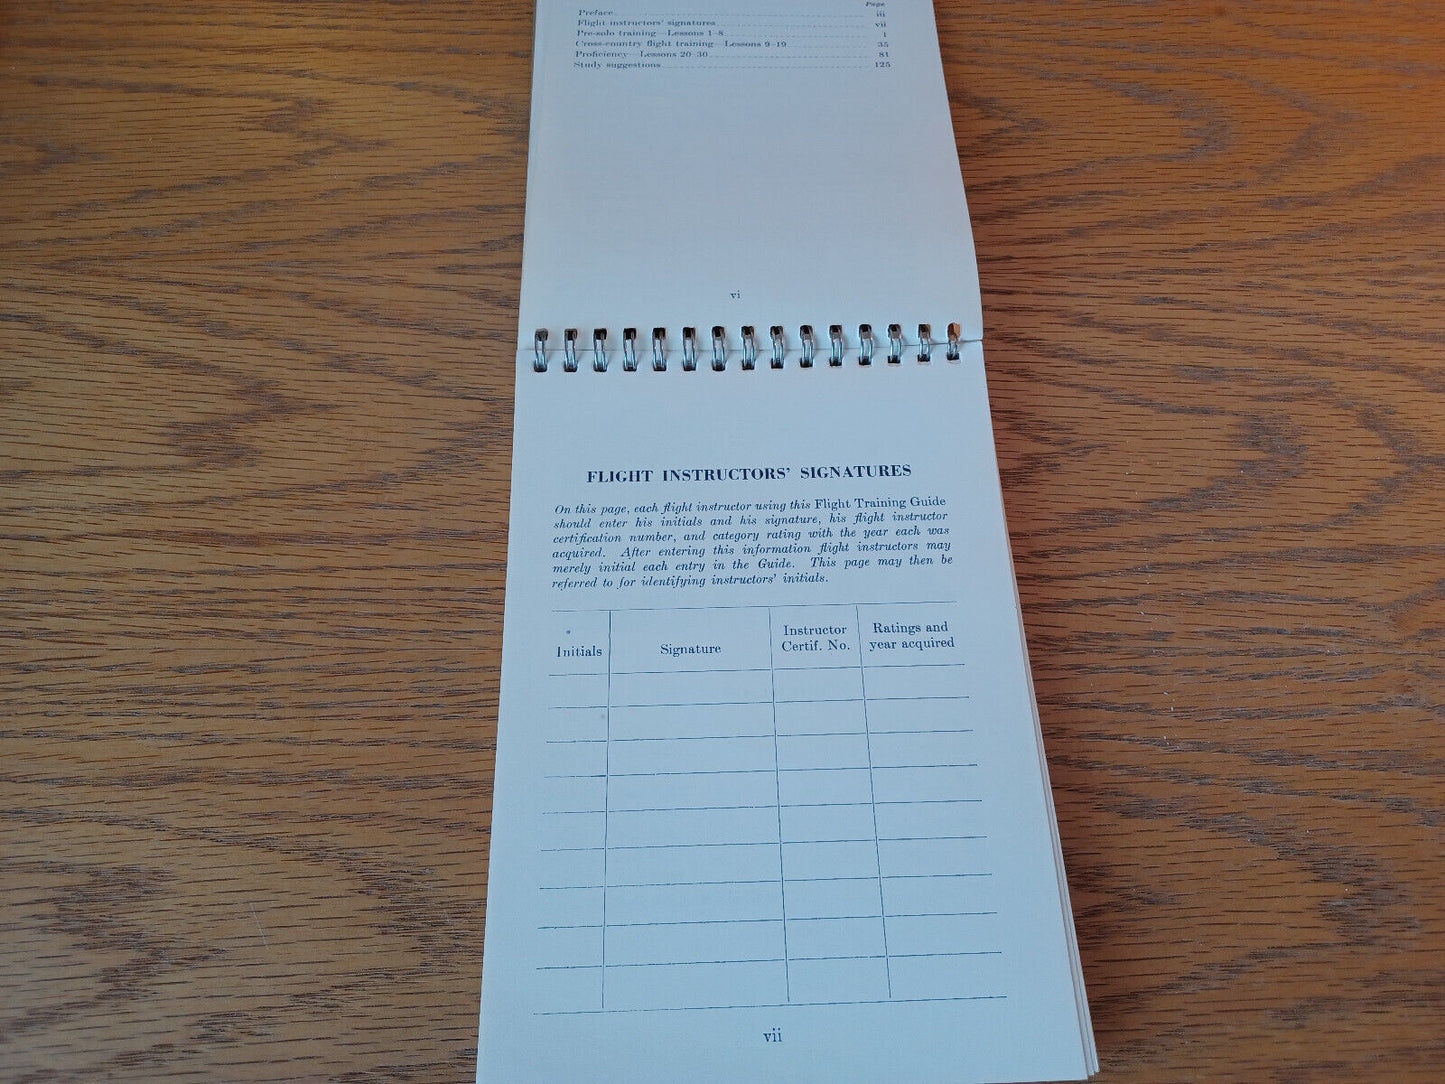 Page
Preface iii
Flight instructors' signatures vii
Pre-solo training—Lessons 1-8 1
Cross-country flight training—Lessons 9-19 35
Proficiency—Lessons 20-30 81
Study suggestions 125
vi
FLIGHT INSTRUCTORS' SIGNATURES
On this page, each flight instructor using this Flight Training Guide
should enter his initials and his signature, his flight instructor
certification number, and category rating with the year each was
acquired. After entering this information flight instructors may
merely initial each entry in the Guide. This page may then be
referred to for identifying instructors' initials.
Initials Signature Instructor Certif. No. Ratings and year acquired
vii